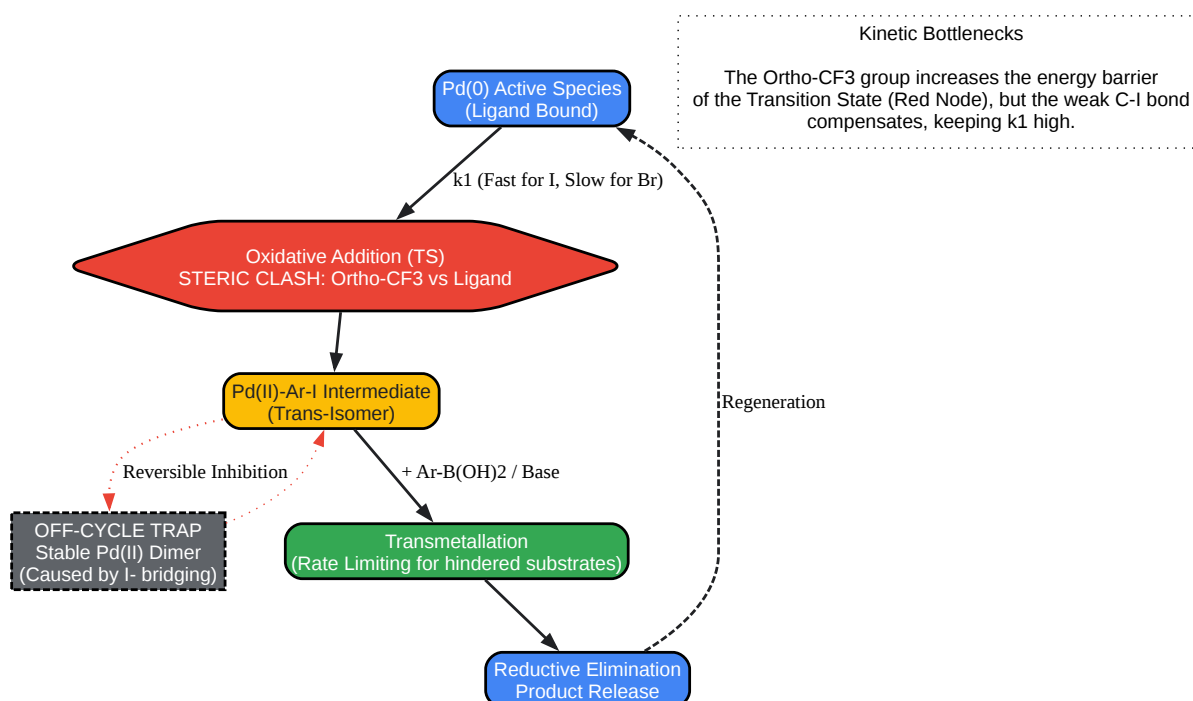 Kinetic Bottlenecks
The Ortho-CF3 group increases the energy barrier
of the Transition State (Red Node), but the weak C-I bond
compensates, keeping k1 high.
Pd(0) Active Species
(Ligand Bound)
k1 (Fast for I, Slow for Br)
Oxidative Addition (TS)
STERIC CLASH: Ortho-CF3 vs Ligand
Pd(II)-Ar-I Intermediate
(Trans-Isomer)
Regeneration
Reversible Inhibition
+ Ar-B(OH)2 / Base
OFF-CYCLE TRAP
Stable Pd(II) Dimer
(Caused by I- bridging)
Transmetallation
(Rate Limiting for hindered substrates)
Reductive Elimination
Product Release